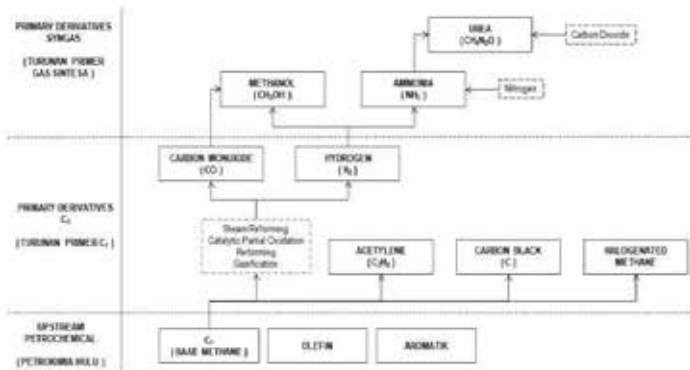 PRIMARY DERIVATIVES
SYNGAS
(TURUNAN PRIMER
GAS SINTESA)
UREA
(CH₄N₂O)
Carbon Dioxide
METHANOL
(CH₃OH)
AMMONIA
(NH₃)
Nitrogen
CARBON MONOXIDE
(CO)
HYDROGEN
(H₂)
PRIMARY DERIVATIVES
C₁
(TURUNAN PRIMER C₁)
Steam Reforming
Catalytic Partial Oxidation
Reforming
Gasification
ACETYLENE
(C₂H₂)
CARBON BLACK
(C)
HALOGENATED
METHANE
UPSTREAM
PETROCHEMICAL
(PETROKIMIA HULU)
C₁
(BASE METHANE)
OLEFIN
AROMATIK